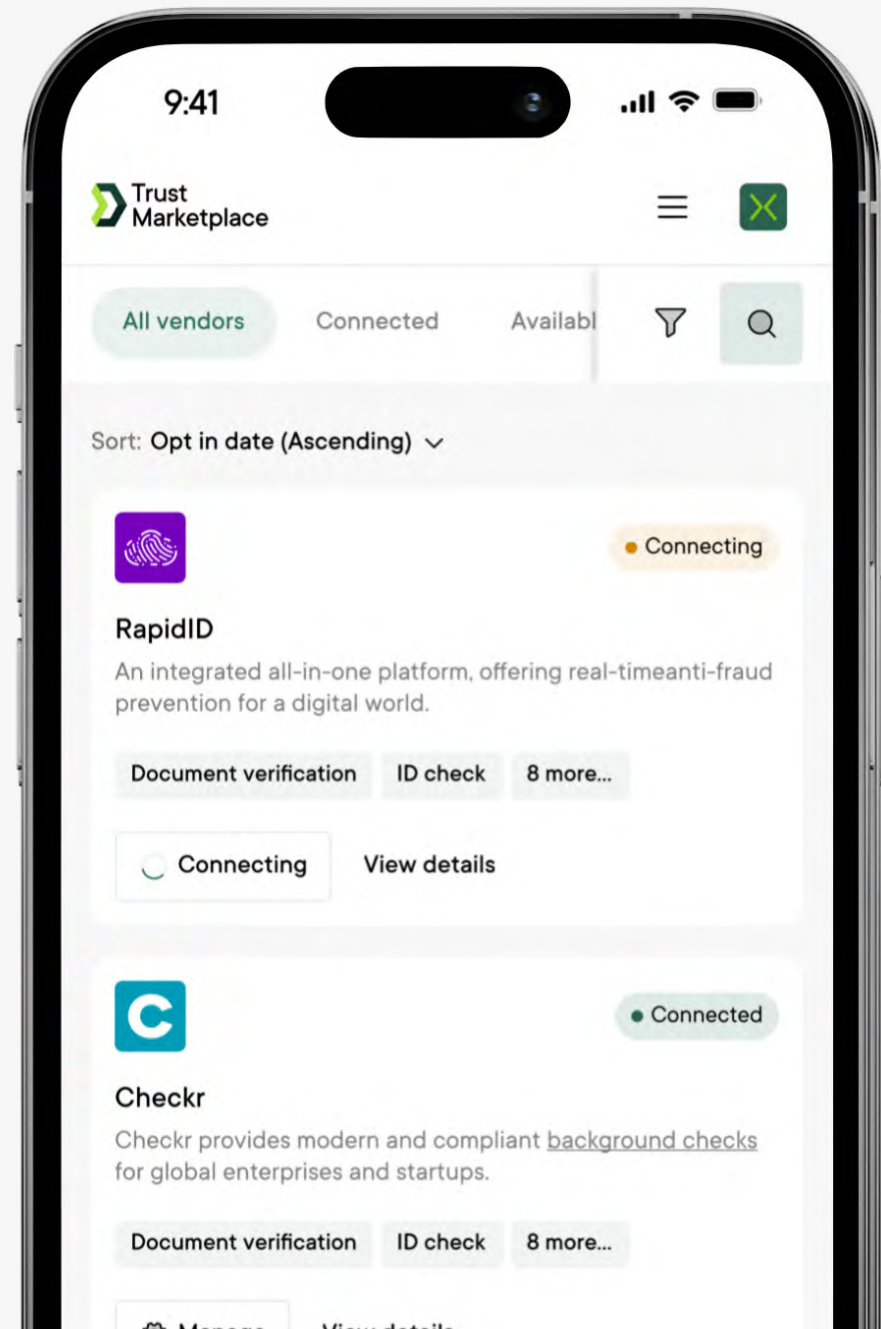 9:41
Trust
Marketplace
All vendors Connected Availabl
Sort: Opt in date (Ascending)
Connecting
RapidID
An integrated all-in-one platform, offering real-timeanti-fraud
prevention for a digital world.
Document verification ID check 8 more...
Connecting View details
C
Connected
Checkr
Checkr provides modern and compliant background checks
for global enterprises and startups.
Document verification ID check 8 more...
Manage View details